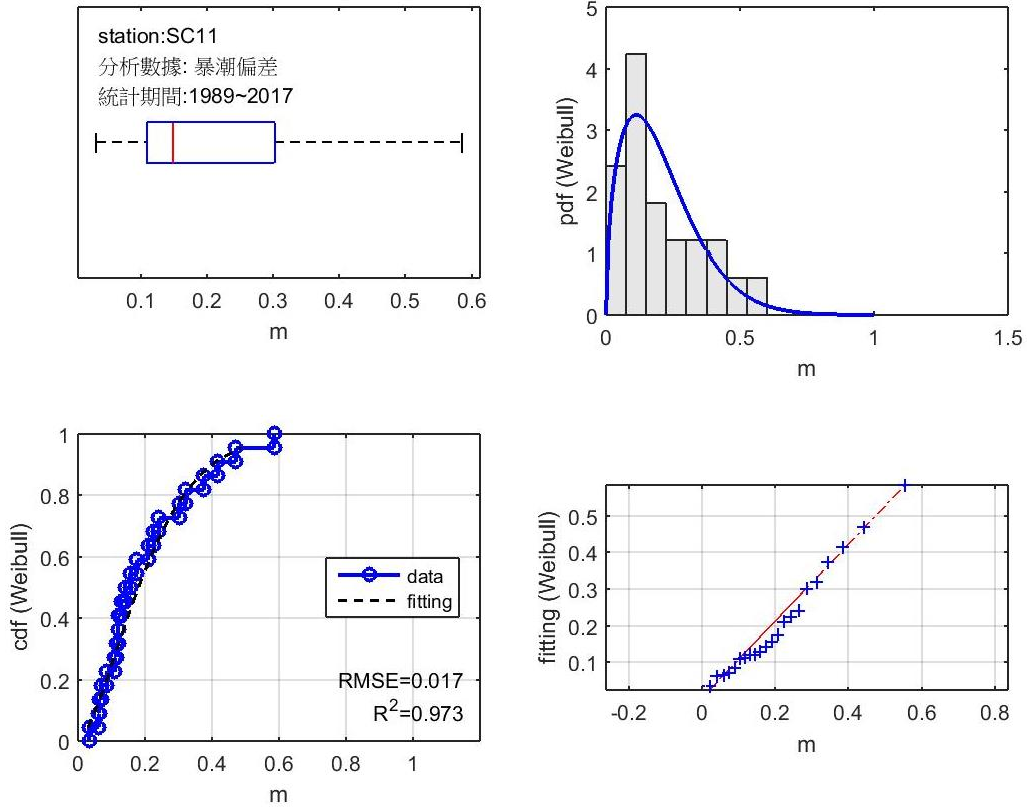 station:SC11
分析數據: 暴潮偏差
統計期間:1989~2017
0.1 0.2 0.3 0.4 0.5 0.6
m
pdf (Weibull)
5
4
3
2
1
0
0 0.5 1 1.5
m
cdf (Weibull)
1
0.8
0.6
0.4
0.2
0
data
fitting
RMSE=0.017
R²=0.973
0 0.2 0.4 0.6 0.8 1
m
fitting (Weibull)
0.5
0.4
0.3
0.2
0.1
-0.2 0 0.2 0.4 0.6 0.8
m